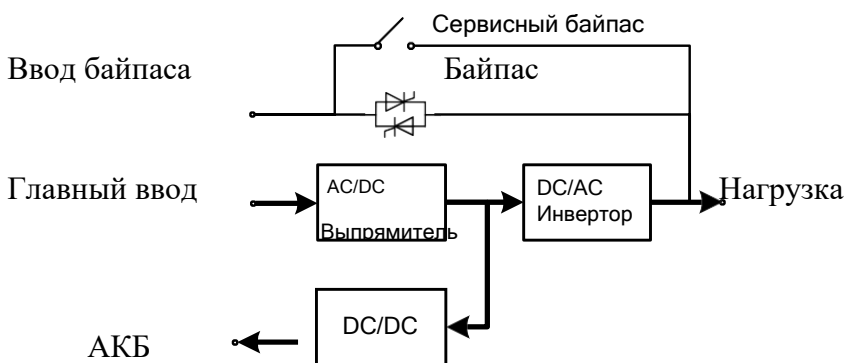 Сервисный байпас
Ввод байпаса
Байпас
Главный ввод
AC/DC
Выпрямитель
DC/AC
Инвертор
Нагрузка
DC/DC
АКБ